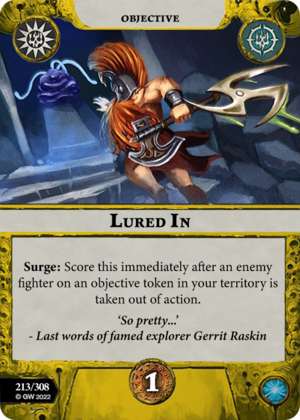 OBJECTIVE
LURED IN
Surge: Score this immediately after an enemy
fighter on an objective token in your territory is
taken out of action.
'So pretty...'
- Last words of famed explorer Gerrit Raskin
213/308
© GW 2022
1